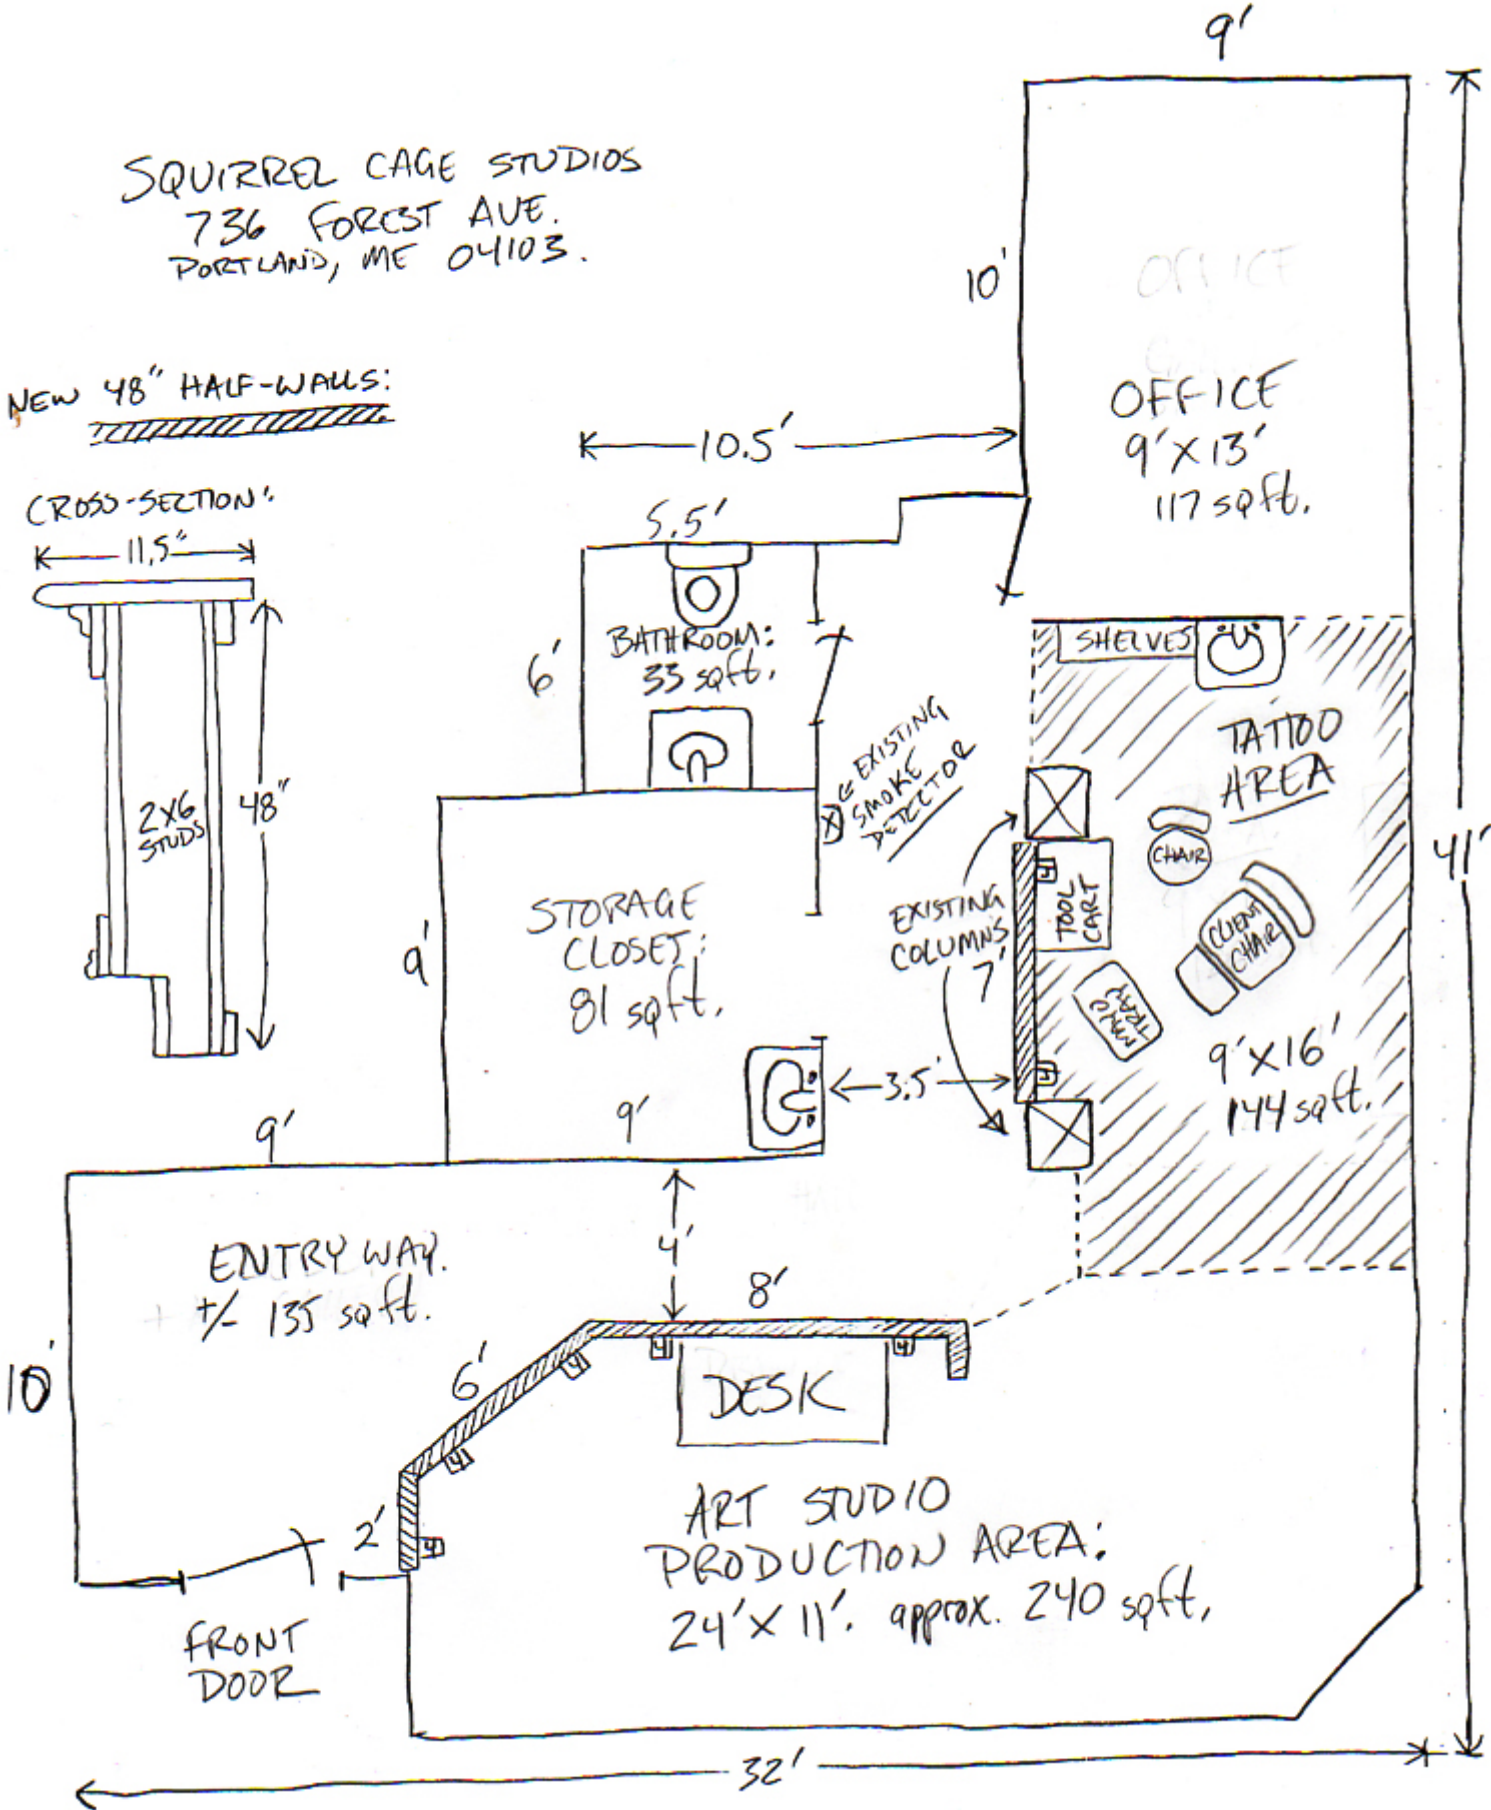 9'
SQUIRREL CAGE STUDIOS
736 FOREST AVE.
PORTLAND, ME 04103.
10'
OFFICE
OFFICE
9'X13'
117 sqft.
NEW 48" HALF-WALLS:
10.5'
CROSS-SECTION:
11.5"
5.5'
2X6
STUDS
48"
6'
BATHROOM:
33 sqft.
SHELVES
EXISTING
SMOKE
DETECTOR
TATTOO
AREA
41'
CHAIR
TOOL
CART
CLIENT
CHAIR
EXISTING
COLUMNS
7'
STORAGE
CLOSET:
81 sqft.
9'
TRAY
9'X16'
144 sqft.
3.5'
9'
9'
4'
ENTRY WAY.
+/- 135 sqft.
8'
10'
6'
DESK
2'
ART STUDIO
PRODUCTION AREA:
24'X11'. approx. 240 sqft.
FRONT
DOOR
32'